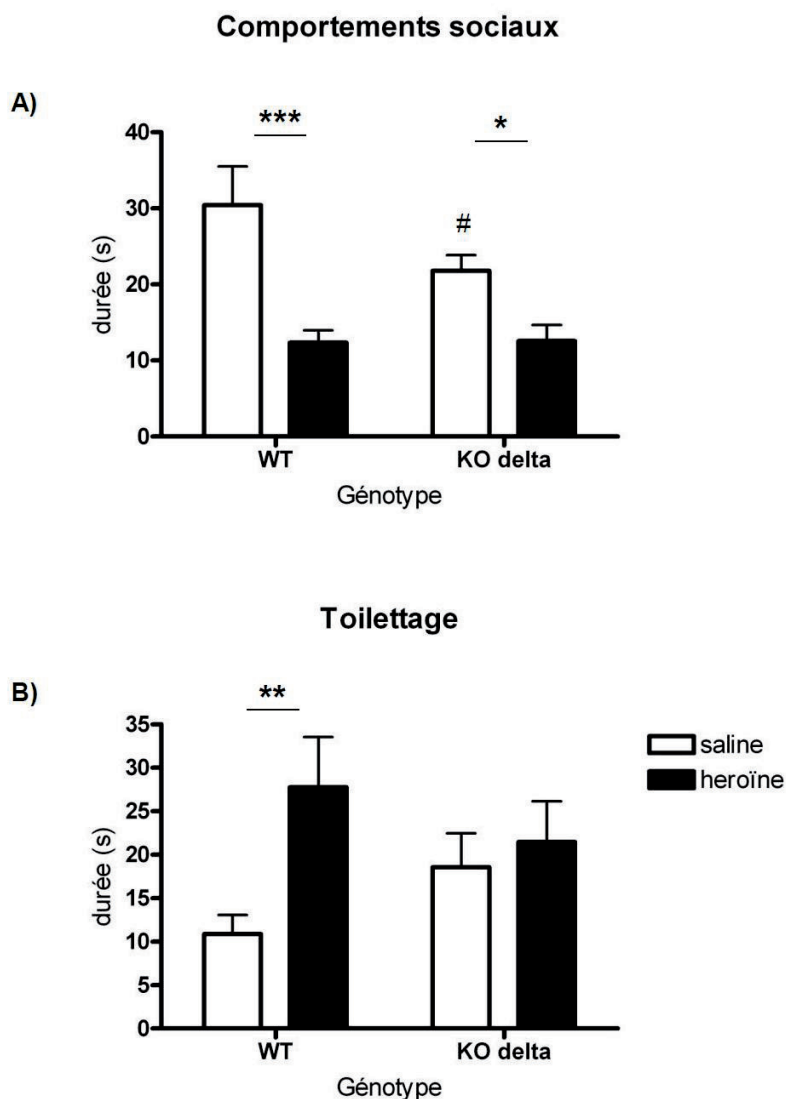 Comportements sociaux
A)
***
*
#
durée (s)
40
30
20
10
0
WT
KO delta
Génotype
Toilettage
B)
**
durée (s)
35
30
25
20
15
10
5
0
WT
KO delta
Génotype
saline
heroïne